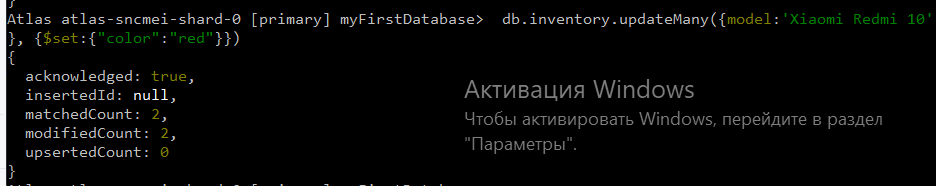 Atlas atlas-sncmei-shard-0 [primary] myFirstDatabase>  db.inventory.updateMany({model:'Xiaomi Redmi 10'
}, {$set:{"color":"red"}})
{
  acknowledged: true,
  insertedId: null,
  matchedCount: 2,
  modifiedCount: 2,
  upsertedCount: 0
}
Активация Windows
Чтобы активировать Windows, перейдите в раздел
"Параметры".